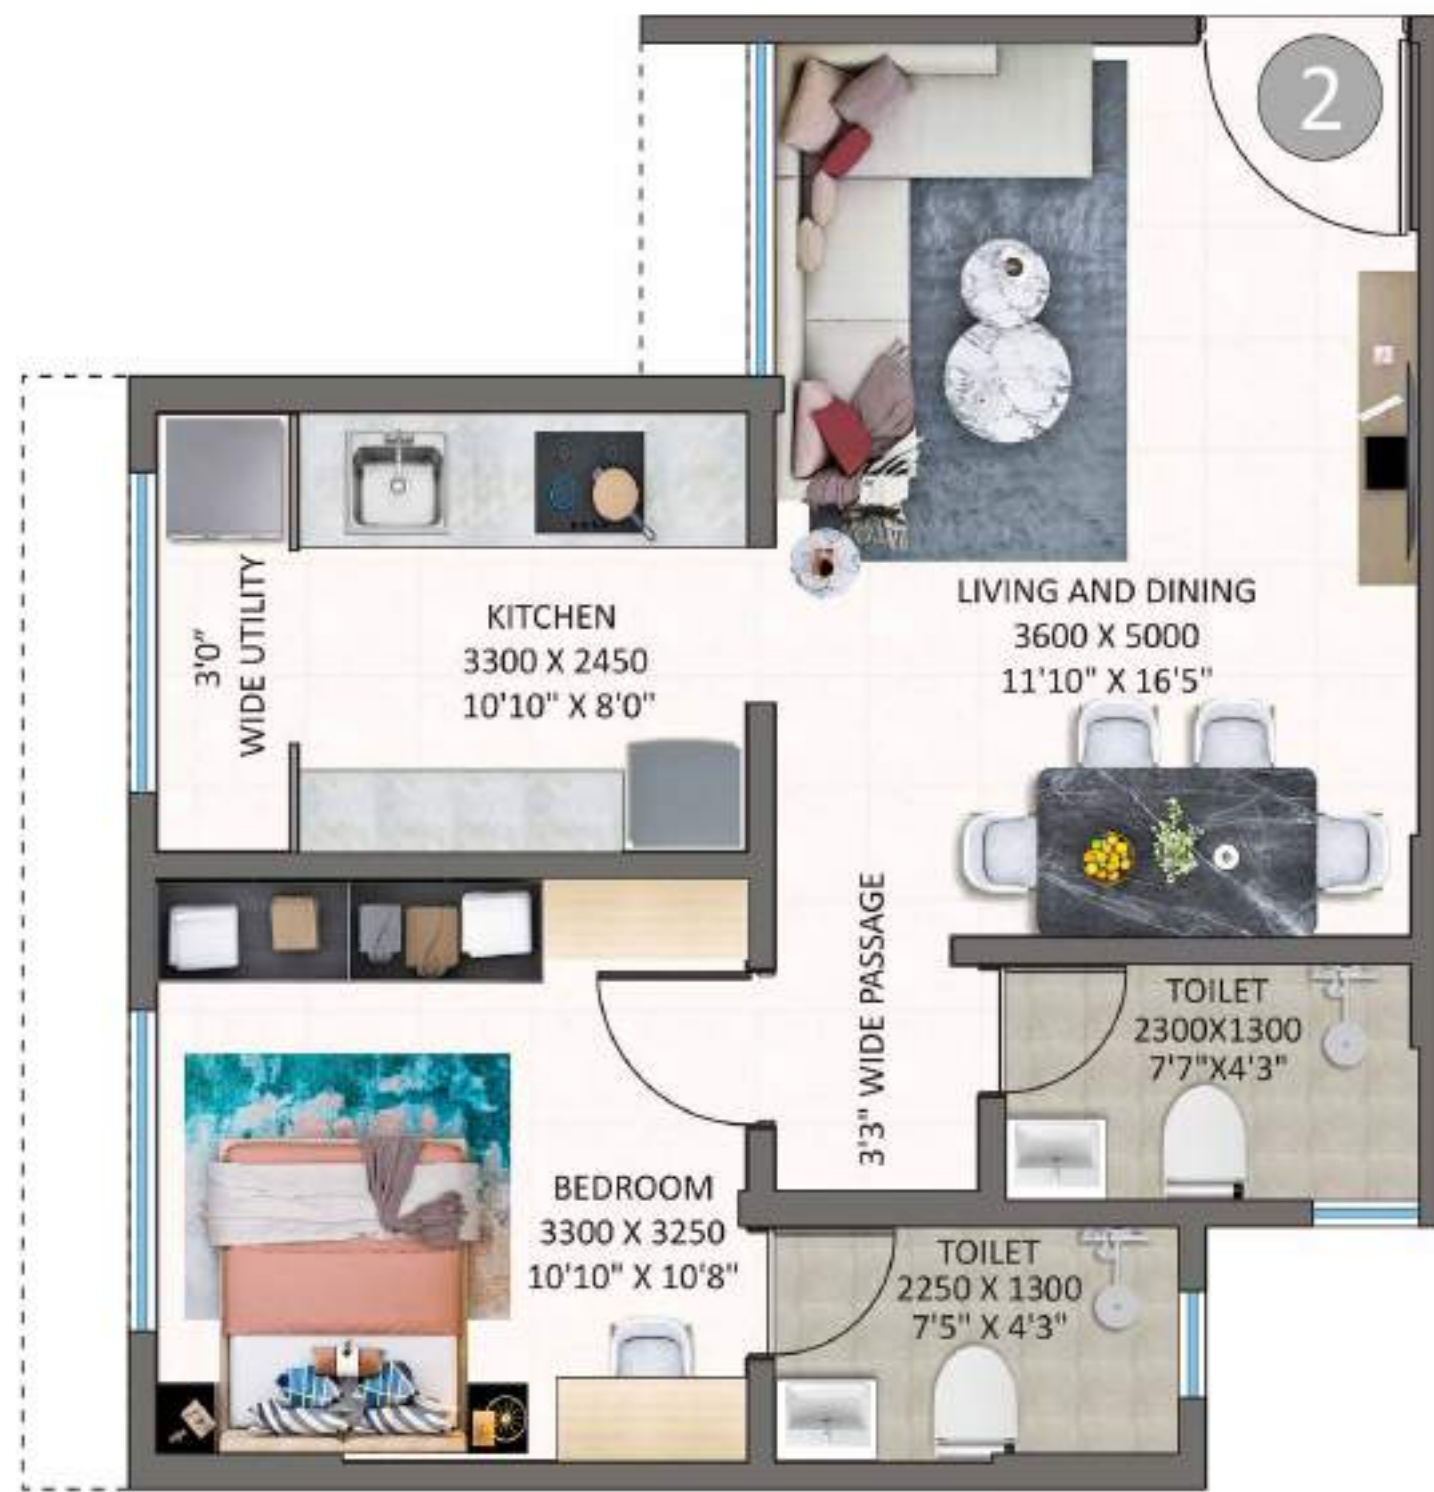 2
LIVING AND DINING
3600 X 5000
11'10" X 16'5"
KITCHEN
3300 X 2450
10'10" X 8'0"
3'0"
WIDE UTILITY
3'3" WIDE PASSAGE
TOILET
2300X1300
7'7"X4'3"
BEDROOM
3300 X 3250
10'10" X 10'8"
TOILET
2250 X 1300
7'5" X 4'3"